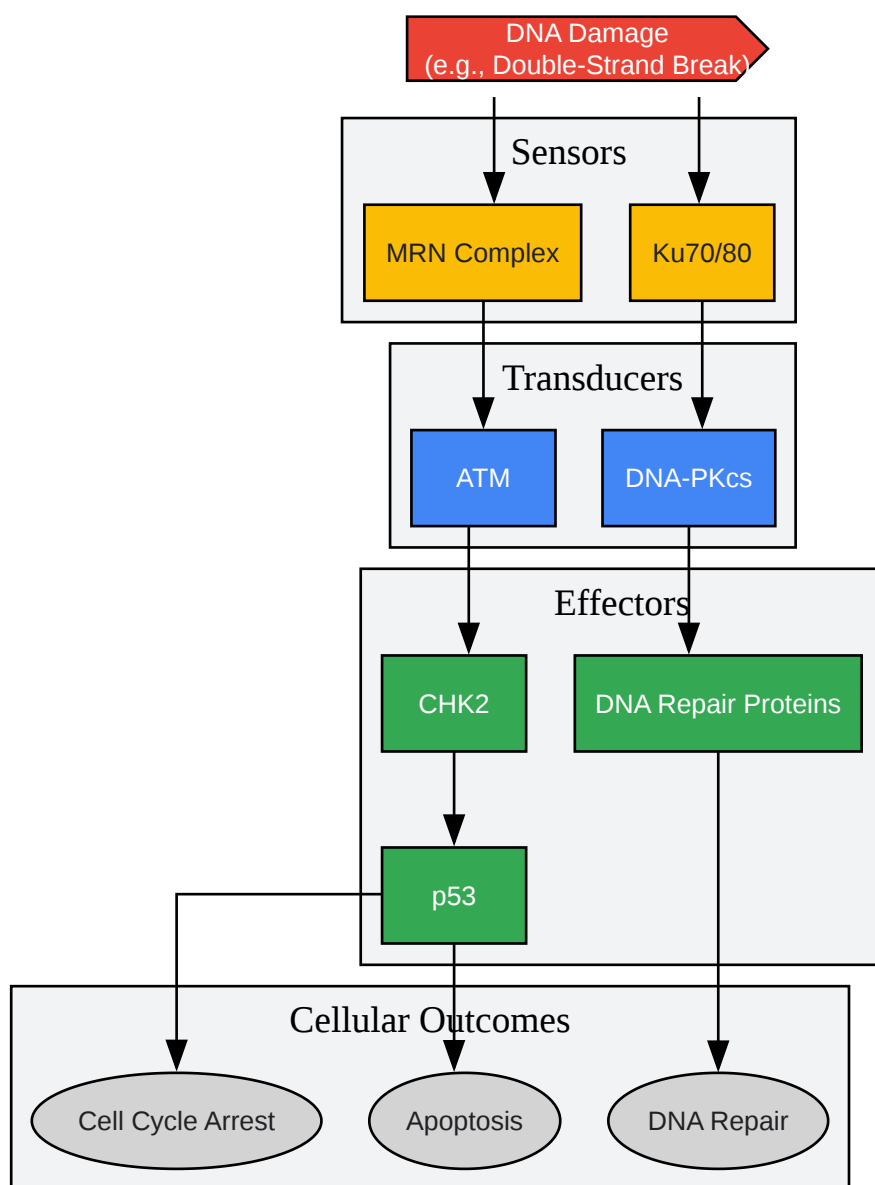 DNA Damage
(e.g., Double-Strand Break)
Sensors
MRN Complex
Ku70/80
Transducers
ATM
DNA-PKcs
Effectors
CHK2
DNA Repair Proteins
p53
Cellular Outcomes
Cell Cycle Arrest
Apoptosis
DNA Repair